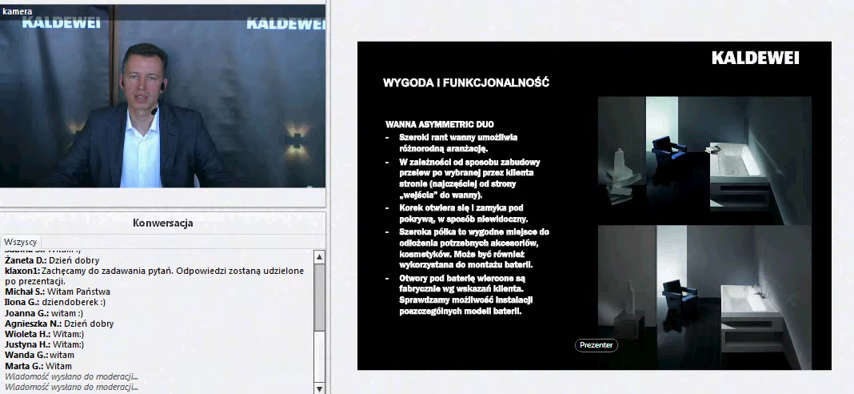 kamera
KALDEWEI
KALDEWEI
Konwersacja
Wszyscy
Żaneta D.: Dzień dobry
klaxon1: Zachęcamy do zadawania pytań. Odpowiedzi zostaną udzielone
po prezentacji.
Michał S.: Witam Państwa
Ilona G.: dziendoberek :)
Joanna G.: witam :)
Agnieszka N.: Dzień dobry
Wioleta H.: Witam:)
Justyna H.: Witam:)
Wanda G.: witam
Marta G.: Witam
Wiadomość wysłano do moderacji...
Wiadomość wysłano do moderacji...
KALDEWEI
WYGODA I FUNKCJONALNOŚĆ
WANNA ASYMMETRIC DUO
- Szeroki rant wanny umożliwia
różnorodną aranżację.
- W zależności od sposobu zabudowy
przelew po wybranej przez klienta
stronie (najczęściej od strony
„wejścia” do wanny).
- Korek otwiera się i zamyka pod
pokrywą, w sposób niewidoczny.
- Szeroka półka to wygodne miejsce do
odłożenia potrzebnych akcesoriów,
kosmetyków. Może być również
wykorzystana do montażu baterii.
- Otwory pod baterię wiercone są
fabrycznie wg wskazań klienta.
Sprawdzamy możliwość instalacji
poszczególnych modeli baterii.
Prezenter